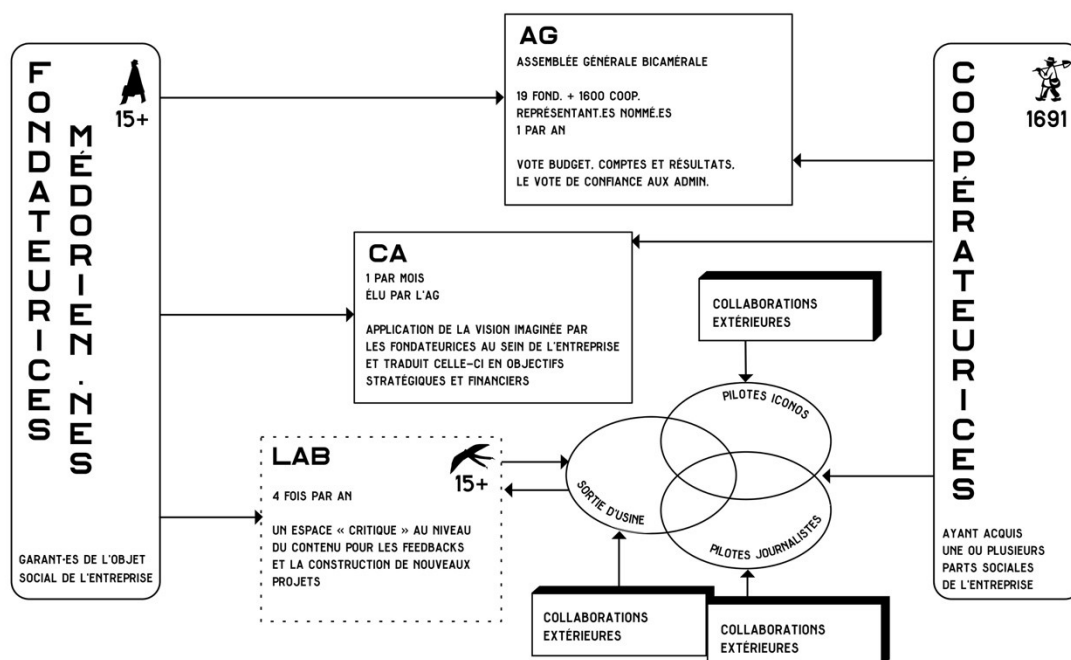 FONDATEURICES
MÉDORIEN·NES
15+
GARANT·ES DE L'OBJET
SOCIAL DE L'ENTREPRISE
AG
ASSEMBLÉE GÉNÉRALE BICAMÉRALE
19 FOND. + 1600 COOP.
REPRÉSENTANT.ES NOMMÉ.ES
1 PAR AN
VOTE BUDGET, COMPTES ET RÉSULTATS,
LE VOTE DE CONFIANCE AUX ADMIN.
CA
1 PAR MOIS
ÉLU PAR L'AG
APPLICATION DE LA VISION IMAGINÉE PAR
LES FONDATEURICES AU SEIN DE L'ENTREPRISE
ET TRADUIT CELLE-CI EN OBJECTIFS
STRATÉGIQUES ET FINANCIERS
LAB
15+
4 FOIS PAR AN
UN ESPACE « CRITIQUE » AU NIVEAU
DU CONTENU POUR LES FEEDBACKS
ET LA CONSTRUCTION DE NOUVEAUX
PROJETS
COLLABORATIONS
EXTÉRIEURES
PILOTES ICONOS
SORTIE D'USINE
PILOTES JOURNALISTES
COLLABORATIONS
EXTÉRIEURES
COLLABORATIONS
EXTÉRIEURES
COOPÉRATEURICES
1691
AYANT ACQUIS
UNE OU PLUSIEURS
PARTS SOCIALES
DE L'ENTREPRISE